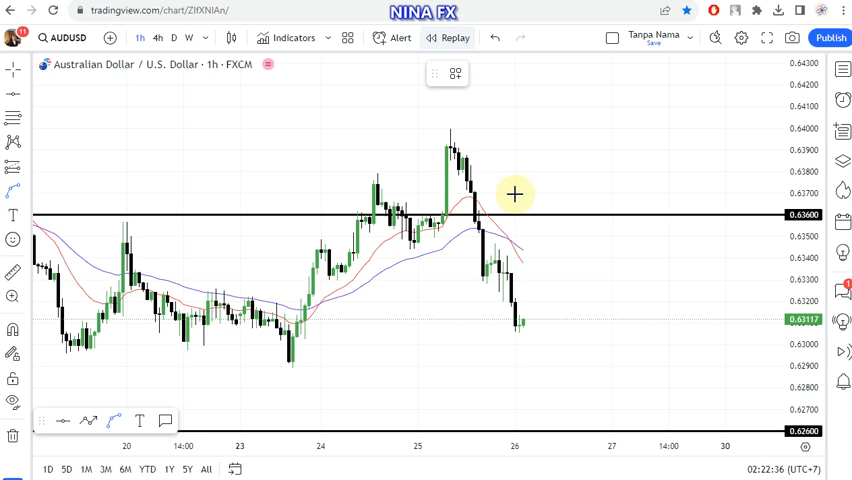 NINA FX
tradingview.com/chart/ZIfXNIAn/
11
AUDUSD
1h 4h D W
Indicators
Alert
Replay
Tanpa Nama
Save
Publish
Australian Dollar / U.S. Dollar · 1h · FXCM
0.64300
0.64200
0.64100
0.64000
0.63900
0.63800
0.63700
0.63600
0.63500
0.63400
0.63300
0.63200
0.63117
0.63000
0.62900
0.62800
0.62700
0.62600
1
T
20 14:00 23 24 25 26 27 14:00 30
1D 5D 1M 3M 6M YTD 1Y 5Y All
02:22:36 (UTC+7)